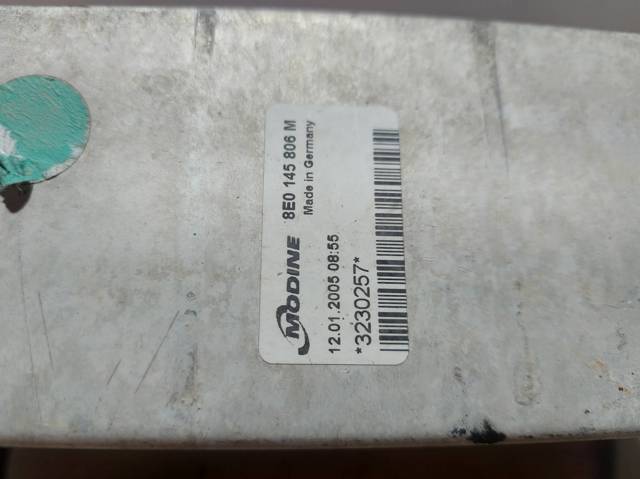 MODINE 8E0 145 806 M
Made in Germany
12.01.2005 08:55
*3230257*